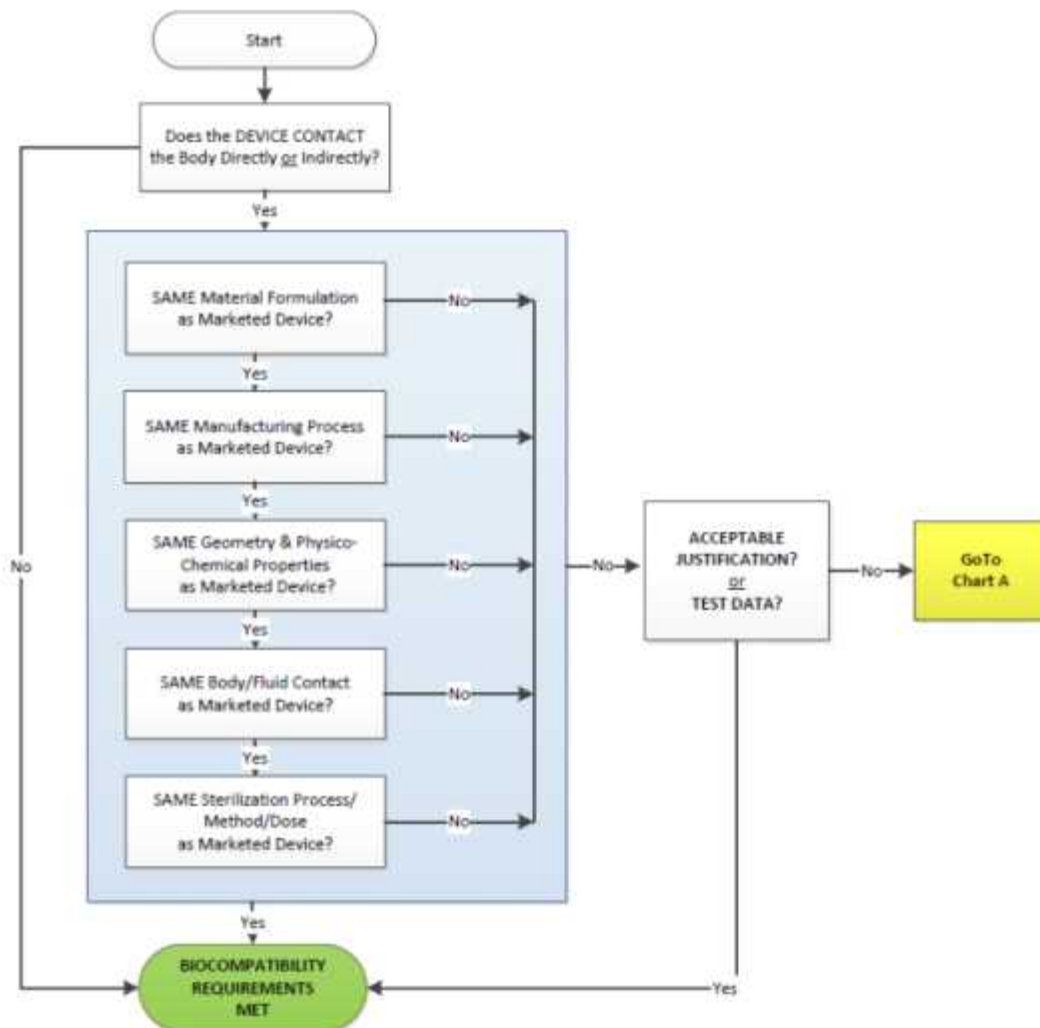 Start
Does the DEVICE CONTACT
the Body Directly or Indirectly?
Yes
SAME Material Formulation
as Marketed Device?
No
Yes
SAME Manufacturing Process
as Marketed Device?
No
Yes
SAME Geometry & Physico-
Chemical Properties
as Marketed Device?
No
Yes
SAME Body/Fluid Contact
as Marketed Device?
No
Yes
SAME Sterilization Process/
Method/Dose
as Marketed Device?
No
No
No
ACCEPTABLE
JUSTIFICATION?
or
TEST DATA?
No
GoTo
Chart A
Yes
Yes
BIOCOMPATIBILITY
REQUIREMENTS
MET